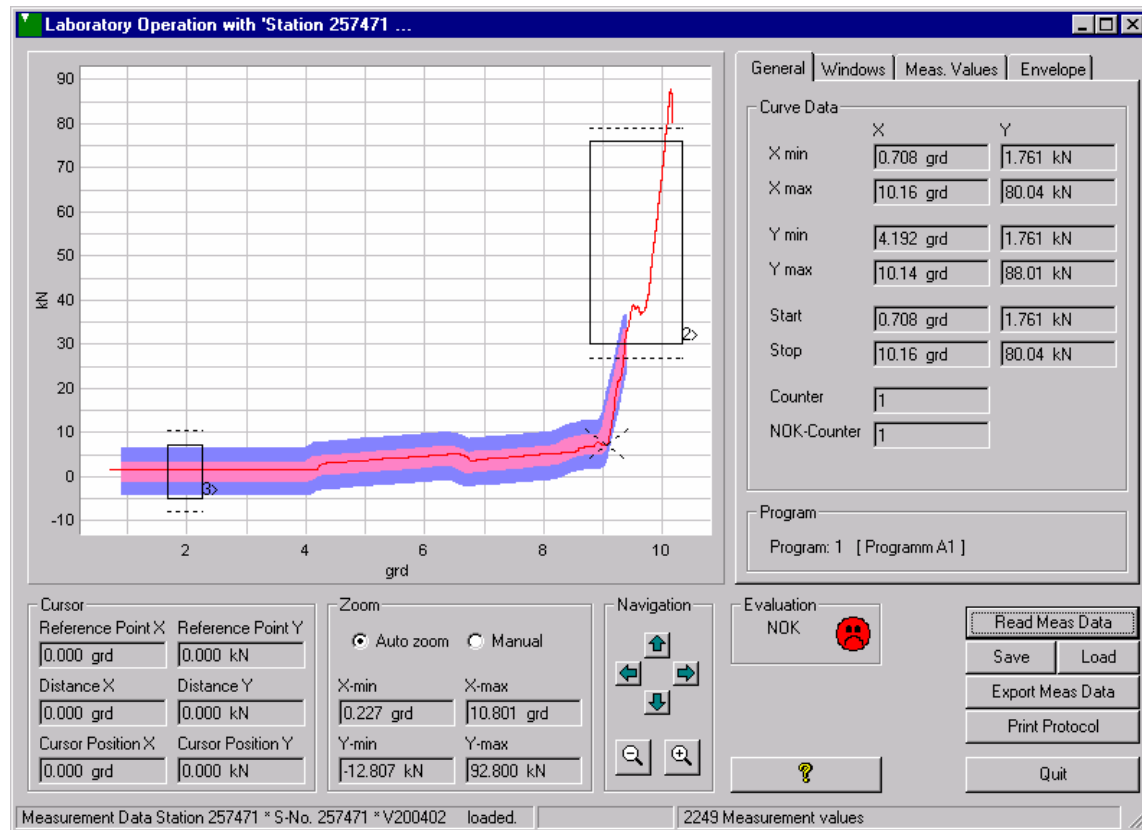 Laboratory Operation with 'Station 257471 ...
90
80
70
60
50
40
30
20
10
0
-10
kN
2
4
6
8
10
grd
2>
3>
General Windows Meas. Values Envelope
Curve Data
X Y
X min 0.708 grd 1.761 kN
X max 10.16 grd 80.04 kN
Y min 4.192 grd 1.761 kN
Y max 10.14 grd 88.01 kN
Start 0.708 grd 1.761 kN
Stop 10.16 grd 80.04 kN
Counter 1
NOK-Counter 1
Program
Program: 1 [ Programm A1 ]
Cursor
Reference Point X Reference Point Y
0.000 grd 0.000 kN
Distance X Distance Y
0.000 grd 0.000 kN
Cursor Position X Cursor Position Y
0.000 grd 0.000 kN
Zoom
Auto zoom Manual
X-min X-max
0.227 grd 10.801 grd
Y-min Y-max
-12.807 kN 92.800 kN
Navigation
Evaluation
NOK
?
Read Meas Data
Save Load
Export Meas Data
Print Protocol
Quit
Measurement Data Station 257471 * S-No. 257471 * V200402 loaded. 2249 Measurement values